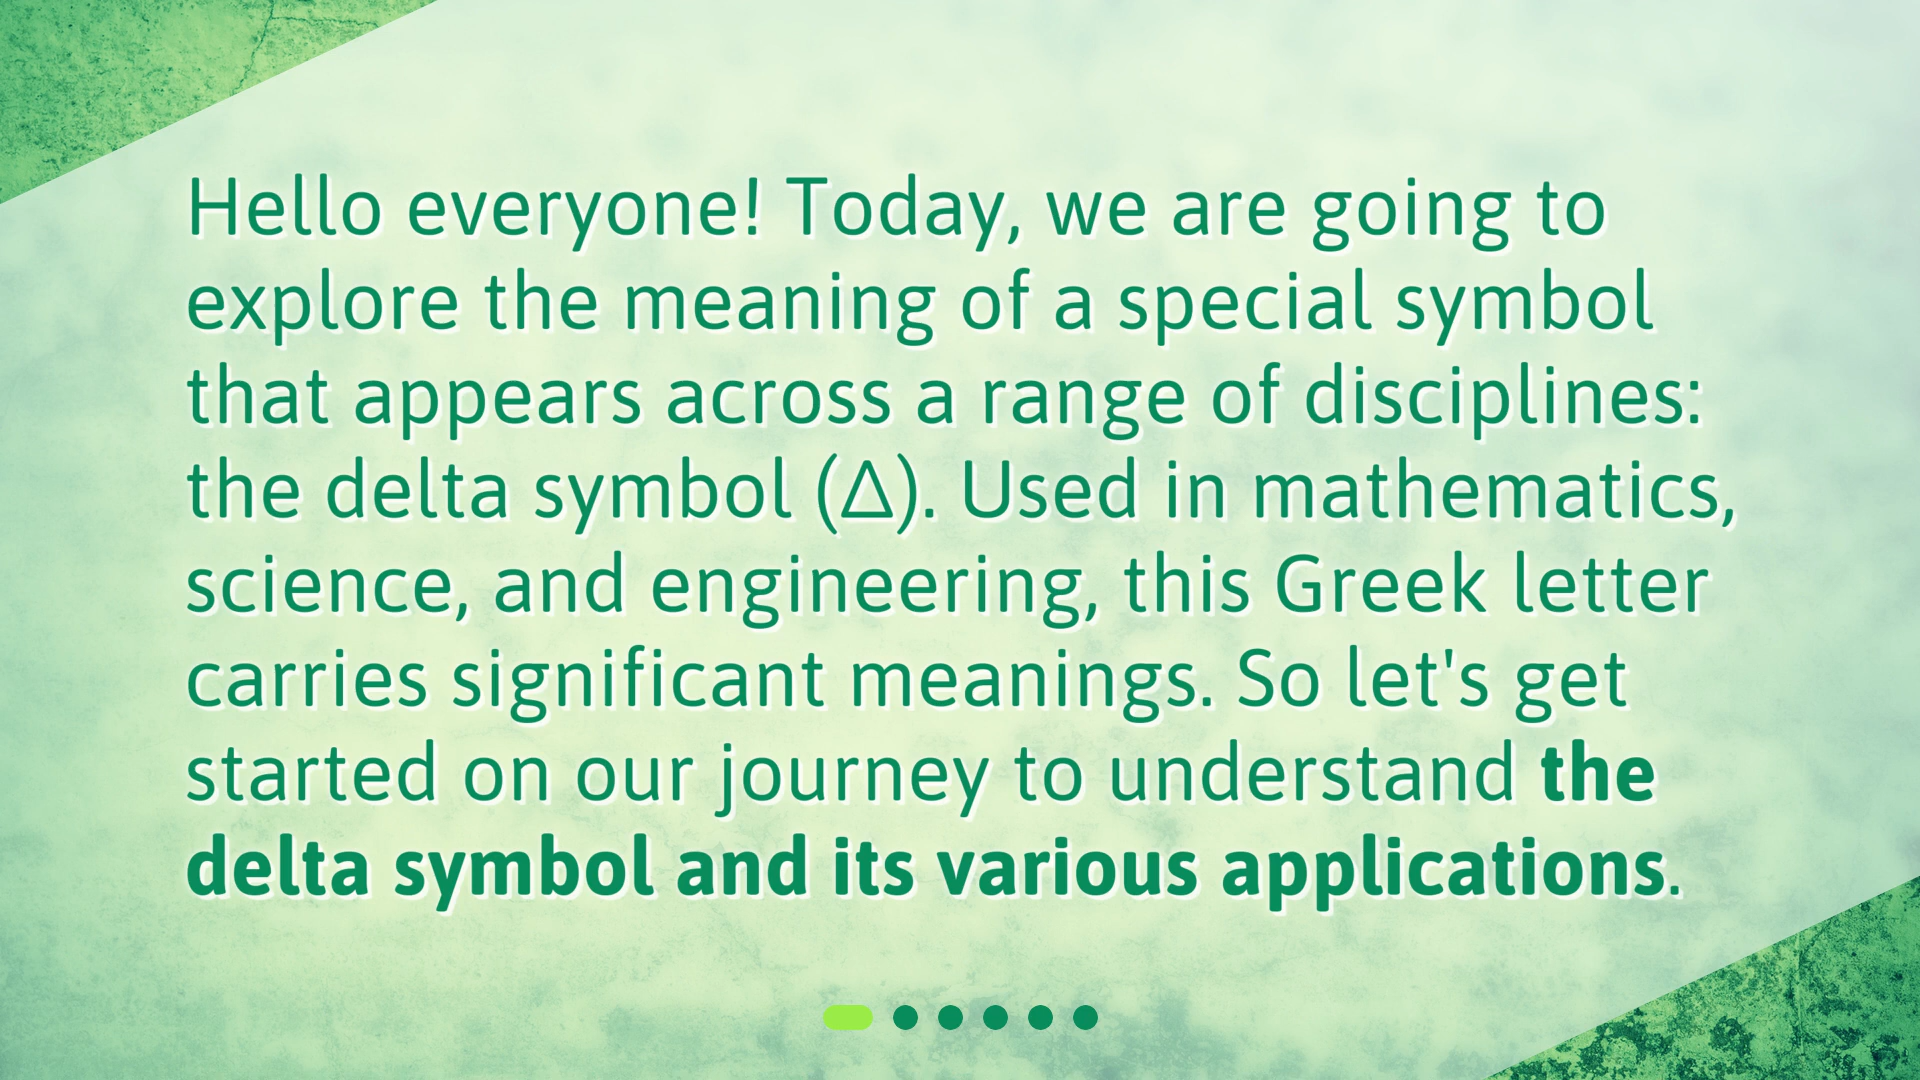 Hello everyone! Today, we are going to
explore the meaning of a special symbol
that appears across a range of disciplines:
the delta symbol (Δ). Used in mathematics,
science, and engineering, this Greek letter
carries significant meanings. So let's get
started on our journey to understand the
delta symbol and its various applications.